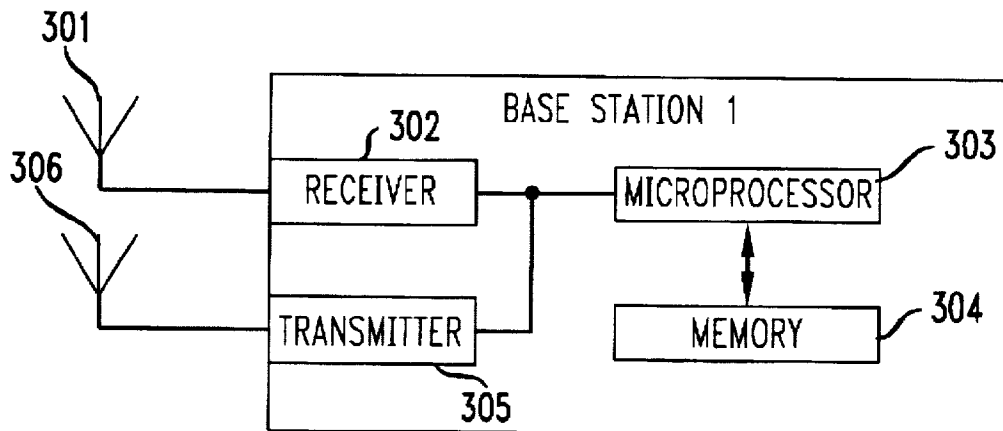 301
BASE STATION 1
302
303
306
RECEIVER
MICROPROCESSOR
TRANSMITTER
MEMORY
304
305